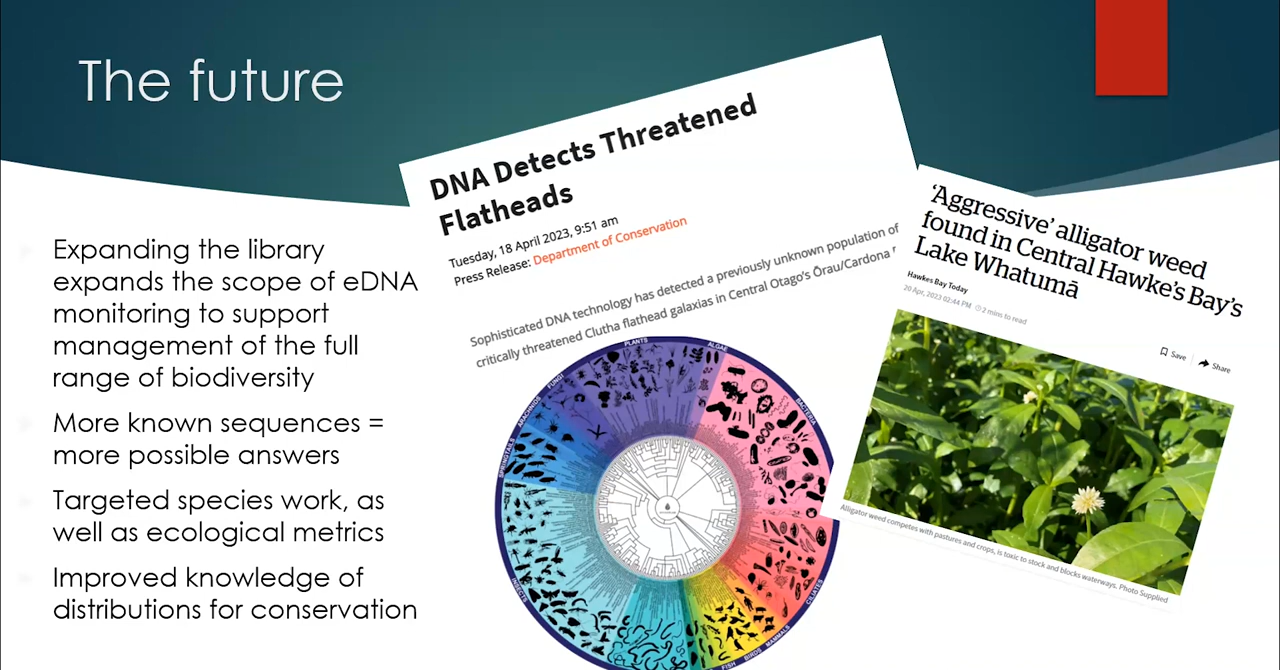 The future
Expanding the library
expands the scope of eDNA
monitoring to support
management of the full
range of biodiversity
More known sequences =
more possible answers
Targeted species work, as
well as ecological metrics
Improved knowledge of
distributions for conservation
DNA Detects Threatened
Flatheads
Tuesday, 18 April 2023, 9:51 am
Press Release: Department of Conservation
Sophisticated DNA technology has detected a previously unknown population of
critically threatened Clutha flathead galaxias in Central Otago's Ōrau/Cardona
PLANTS
ALGAE
FUNGI
BACTERIA
ARACHNIDS
SPRINGTAILS
INSECTS
CILIATES
MAMMALS
BIRDS
FISH
'Aggressive' alligator weed
found in Central Hawke's Bay's
Lake Whatumā
Hawkes Bay Today
20 Apr, 2023 02:44 PM 2 mins to read
Save Share
Alligator weed competes with pastures and crops, is toxic to stock and blocks waterways. Photo Supplied